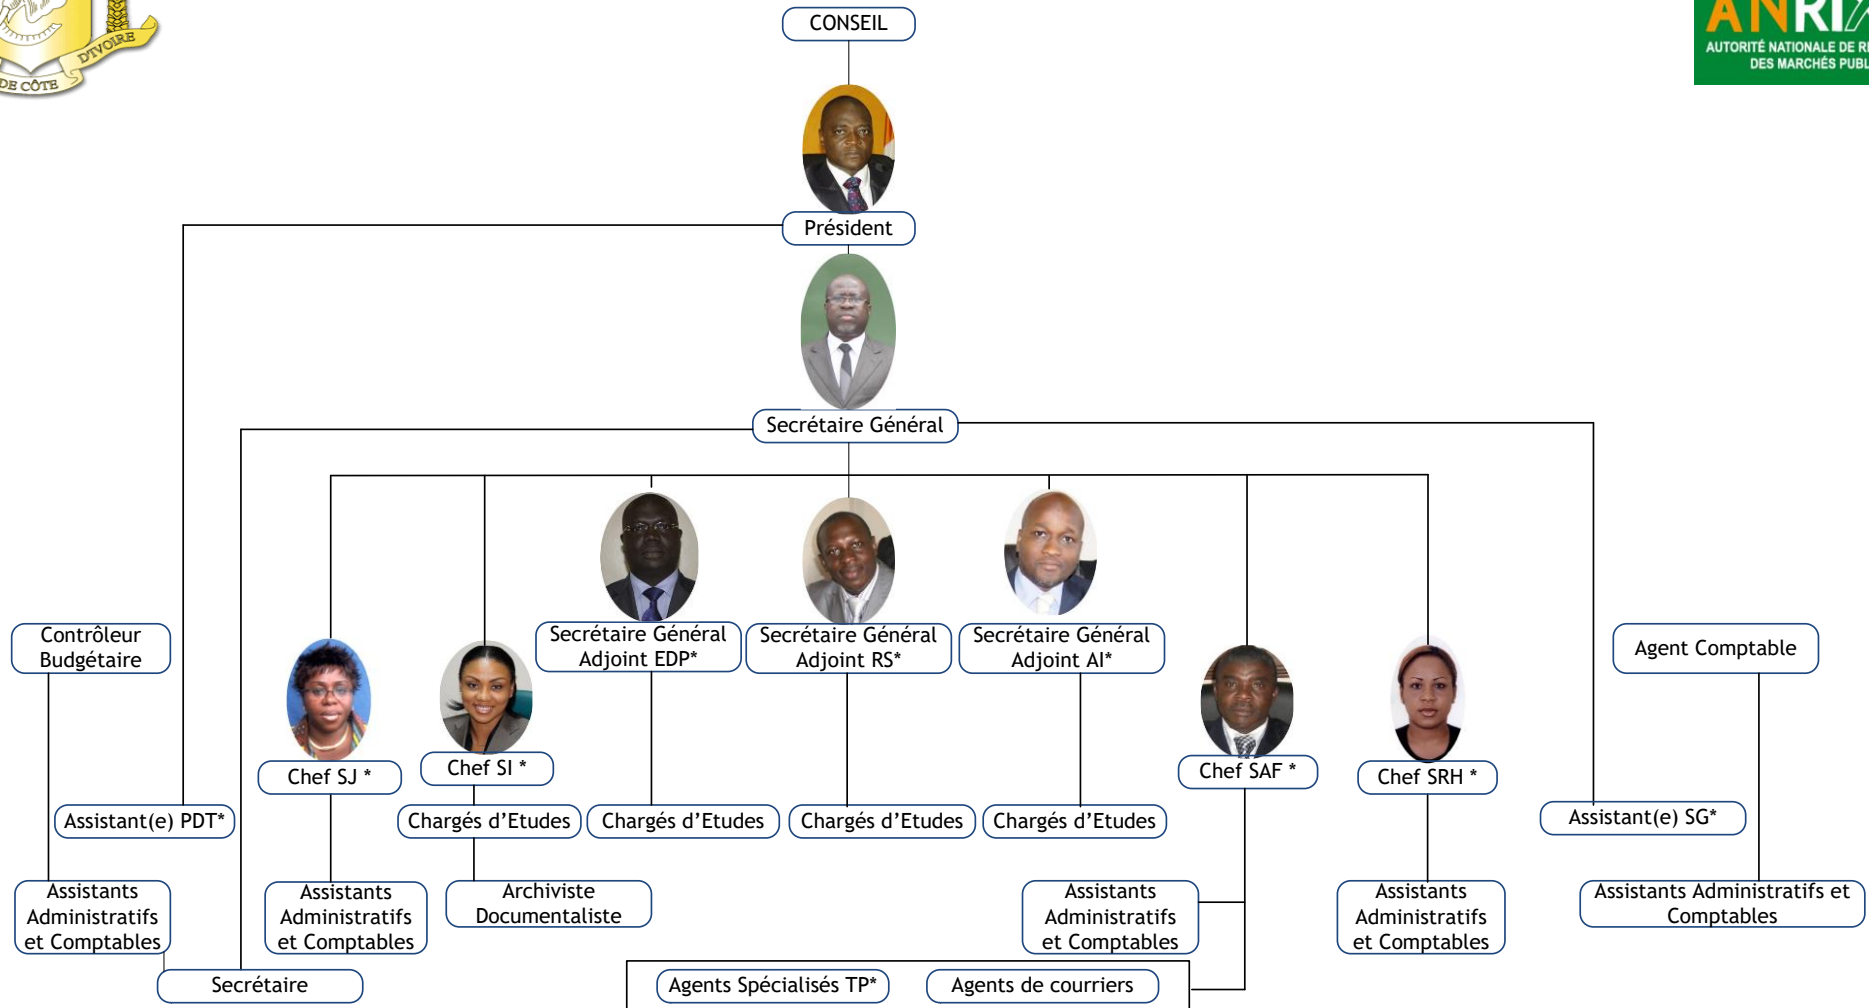 DE CÔTE
D'IVOIRE
AUTORITÉ NATIONALE DE
DES MARCHÉS
CONSEIL
Président
Secrétaire Général
Contrôleur
Budgétaire
Secrétaire Général
Adjoint EDP*
Secrétaire Général
Adjoint RS*
Secrétaire Général
Adjoint AI*
Agent Comptable
Chef SJ *
Chef SI *
Chef SAF *
Chef SRH *
Assistant(e) PDT*
Chargés d’Etudes
Chargés d’Etudes
Chargés d’Etudes
Chargés d’Etudes
Assistant(e) SG*
Assistants
Administratifs
et Comptables
Assistants
Administratifs
et Comptables
Archiviste
Documentaliste
Assistants
Administratifs
et Comptables
Assistants
Administratifs
et Comptables
Assistants Administratifs et
Comptables
Secrétaire
Agents Spécialisés TP*
Agents de courriers